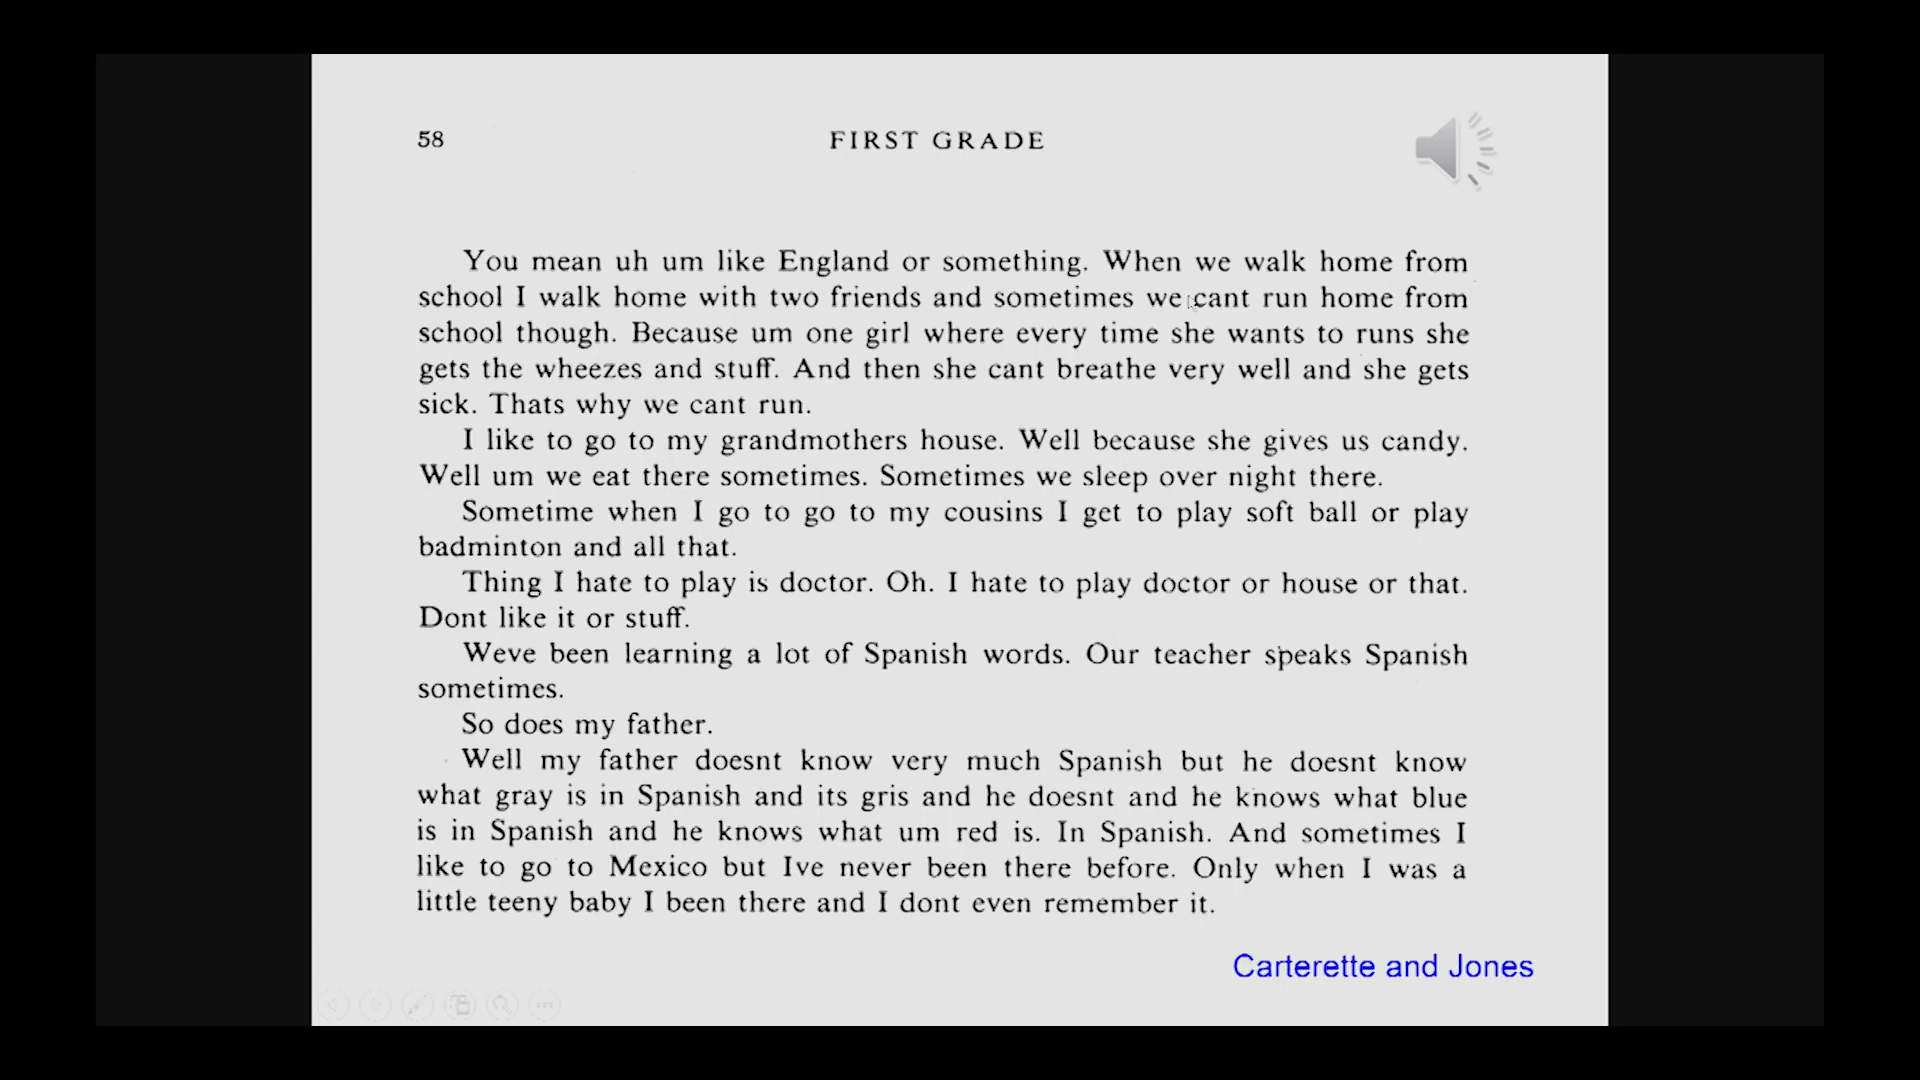 58
FIRST GRADE
You mean uh um like England or something. When we walk home from
school I walk home with two friends and sometimes we cant run home from
school though. Because um one girl where every time she wants to runs she
gets the wheezes and stuff. And then she cant breathe very well and she gets
sick. Thats why we cant run.
I like to go to my grandmothers house. Well because she gives us candy.
Well um we eat there sometimes. Sometimes we sleep over night there.
Sometime when I go to go to my cousins I get to play soft ball or play
badminton and all that.
Thing I hate to play is doctor. Oh. I hate to play doctor or house or that.
Dont like it or stuff.
Weve been learning a lot of Spanish words. Our teacher speaks Spanish
sometimes.
So does my father.
Well my father doesnt know very much Spanish but he doesnt know
what gray is in Spanish and its gris and he doesnt and he knows what blue
is in Spanish and he knows what um red is. In Spanish. And sometimes I
like to go to Mexico but Ive never been there before. Only when I was a
little teeny baby I been there and I dont even remember it.
Carterette and Jones